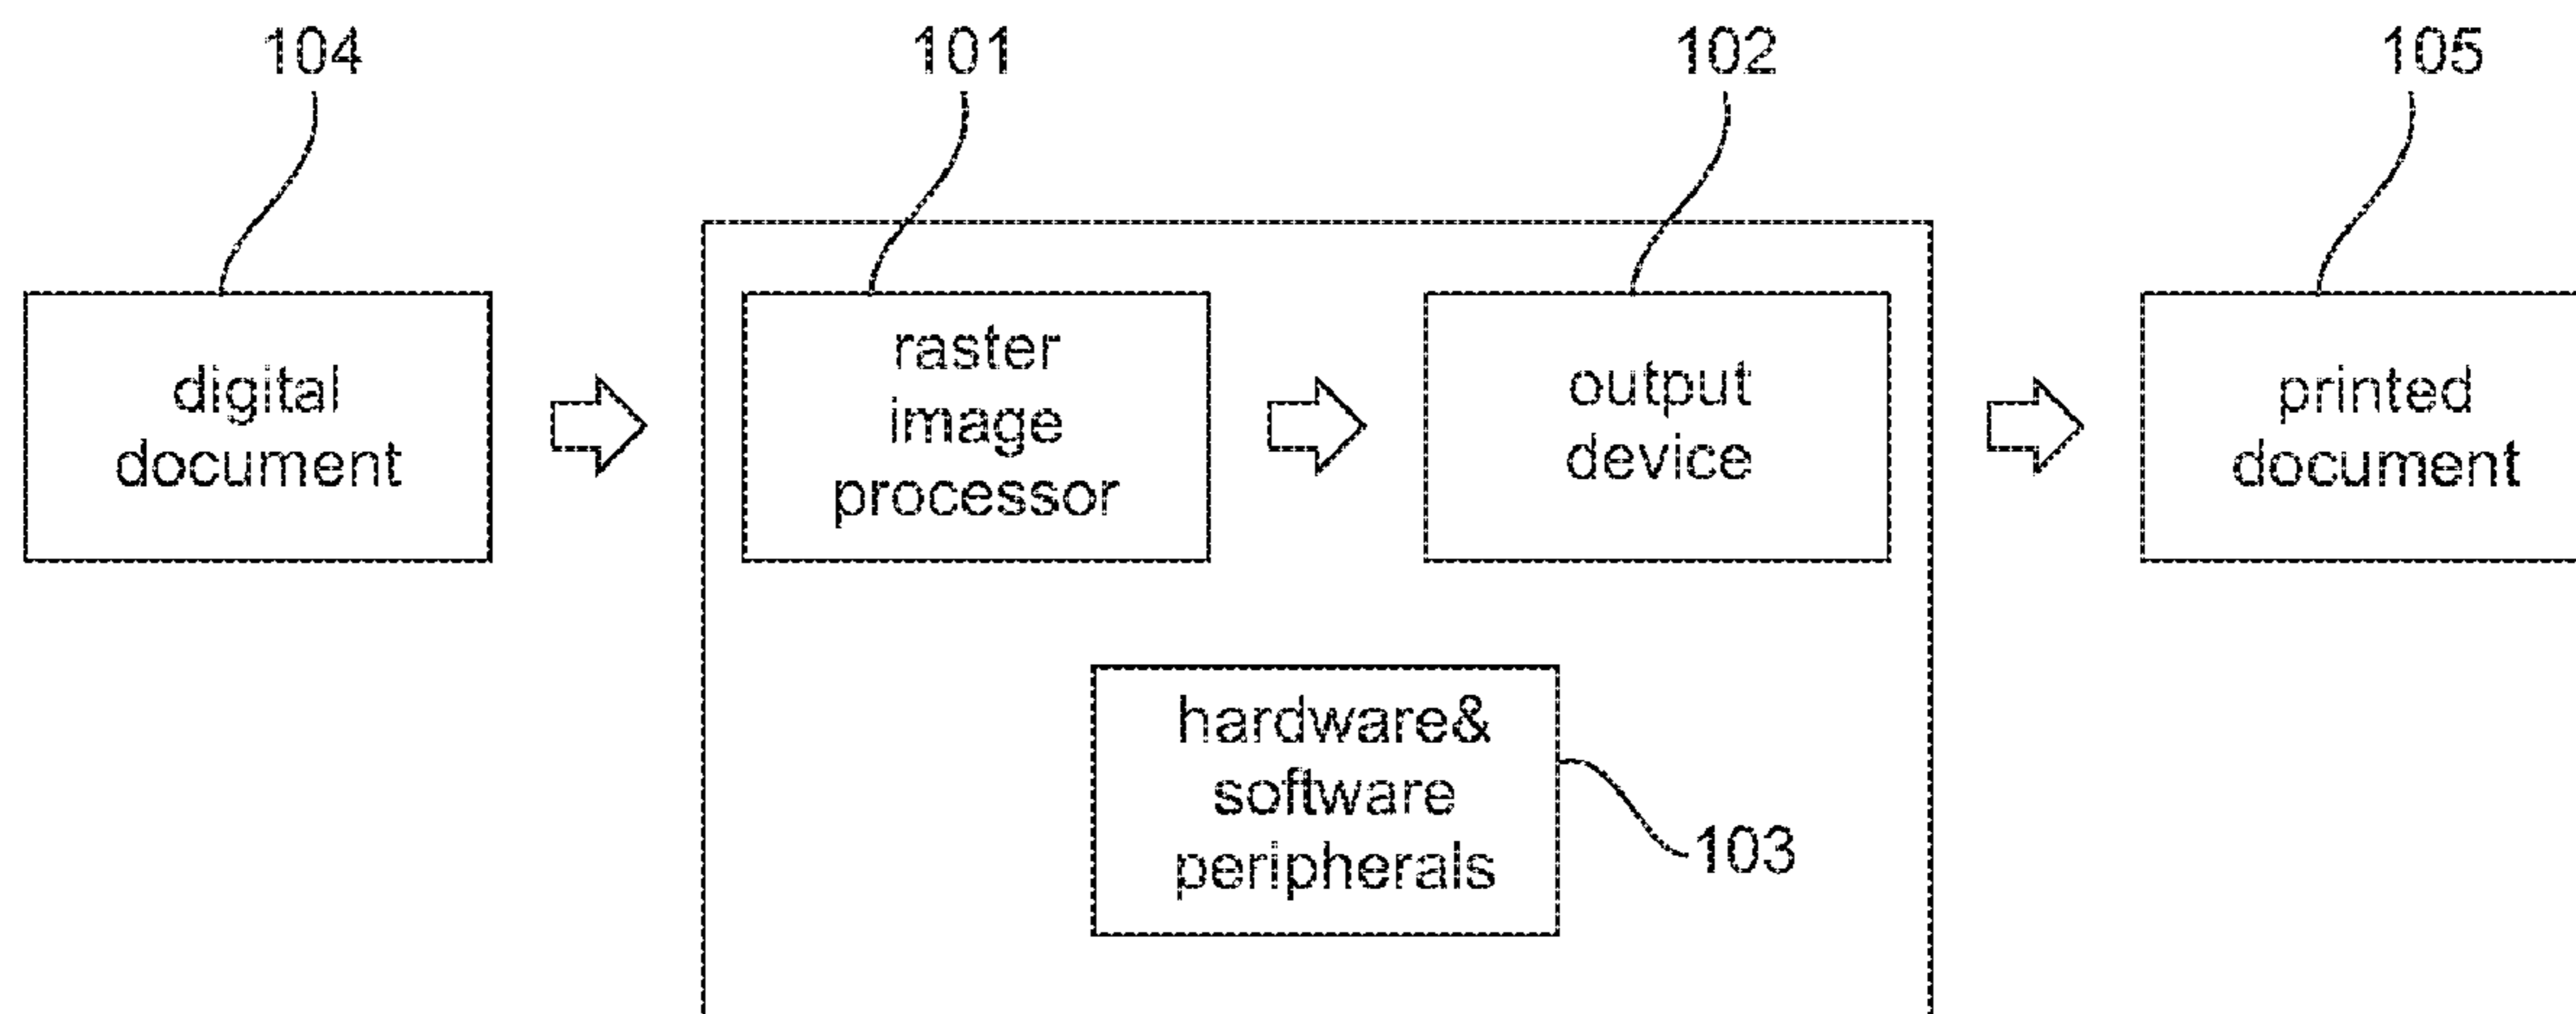 104
101
102
105
digital
document
raster
image
processor
output
device
printed
document
hardware&
software
peripherals
103